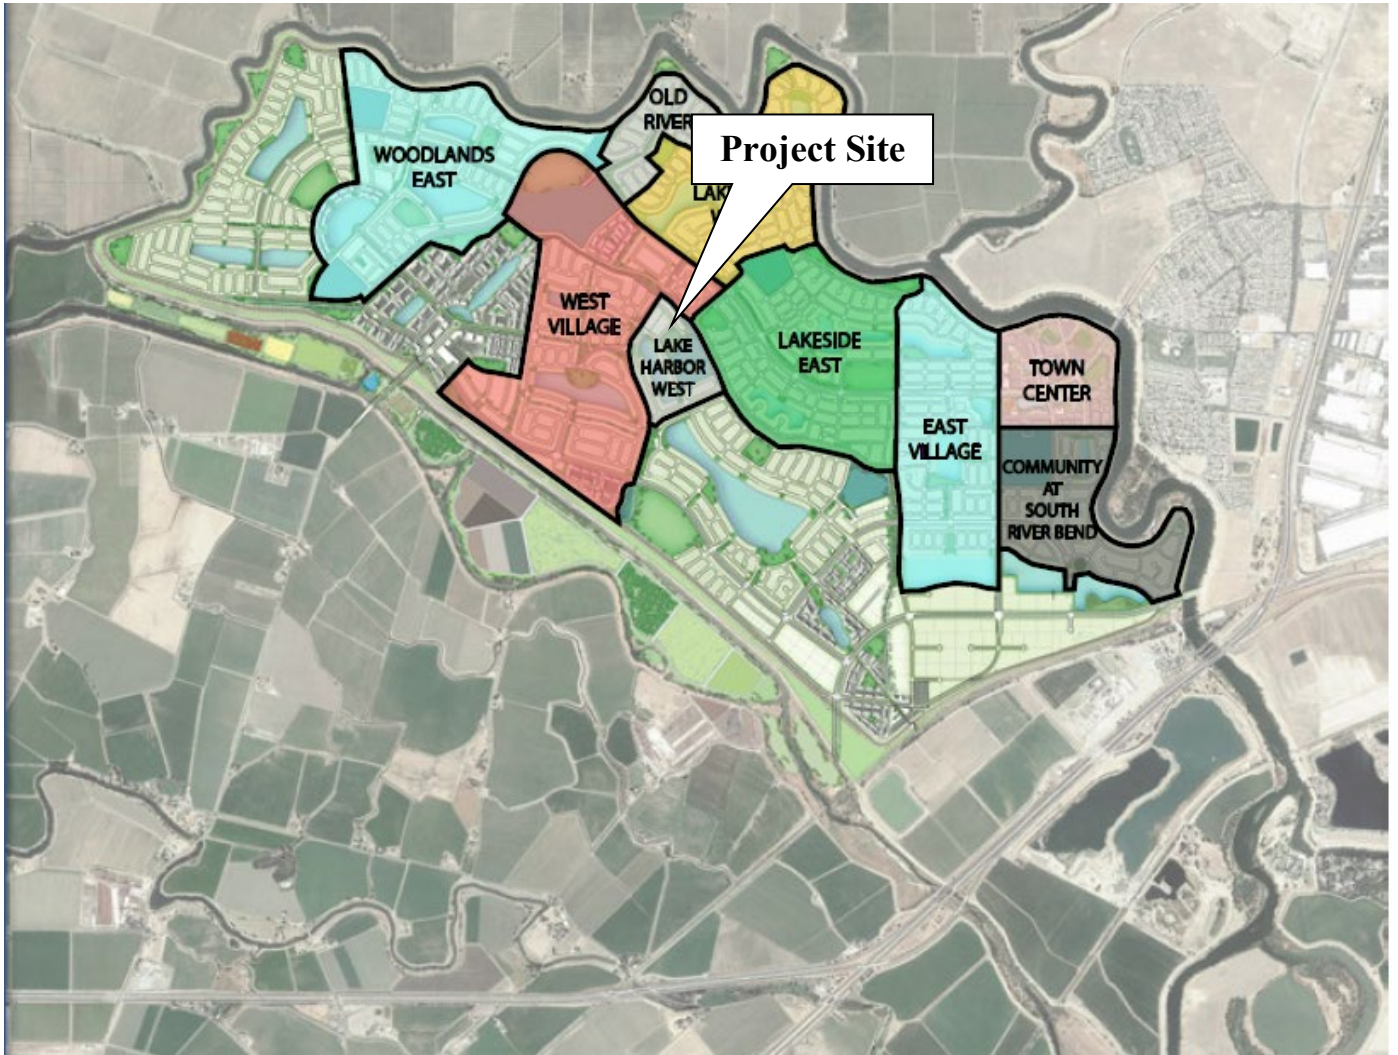 OLD
RIVER
Project Site
WOODLANDS
EAST
WEST
VILLAGE
LAKE
HARBOR
WEST
LAKESIDE
EAST
TOWN
CENTER
EAST
VILLAGE
COMMUNITY
AT
SOUTH
RIVER BEND